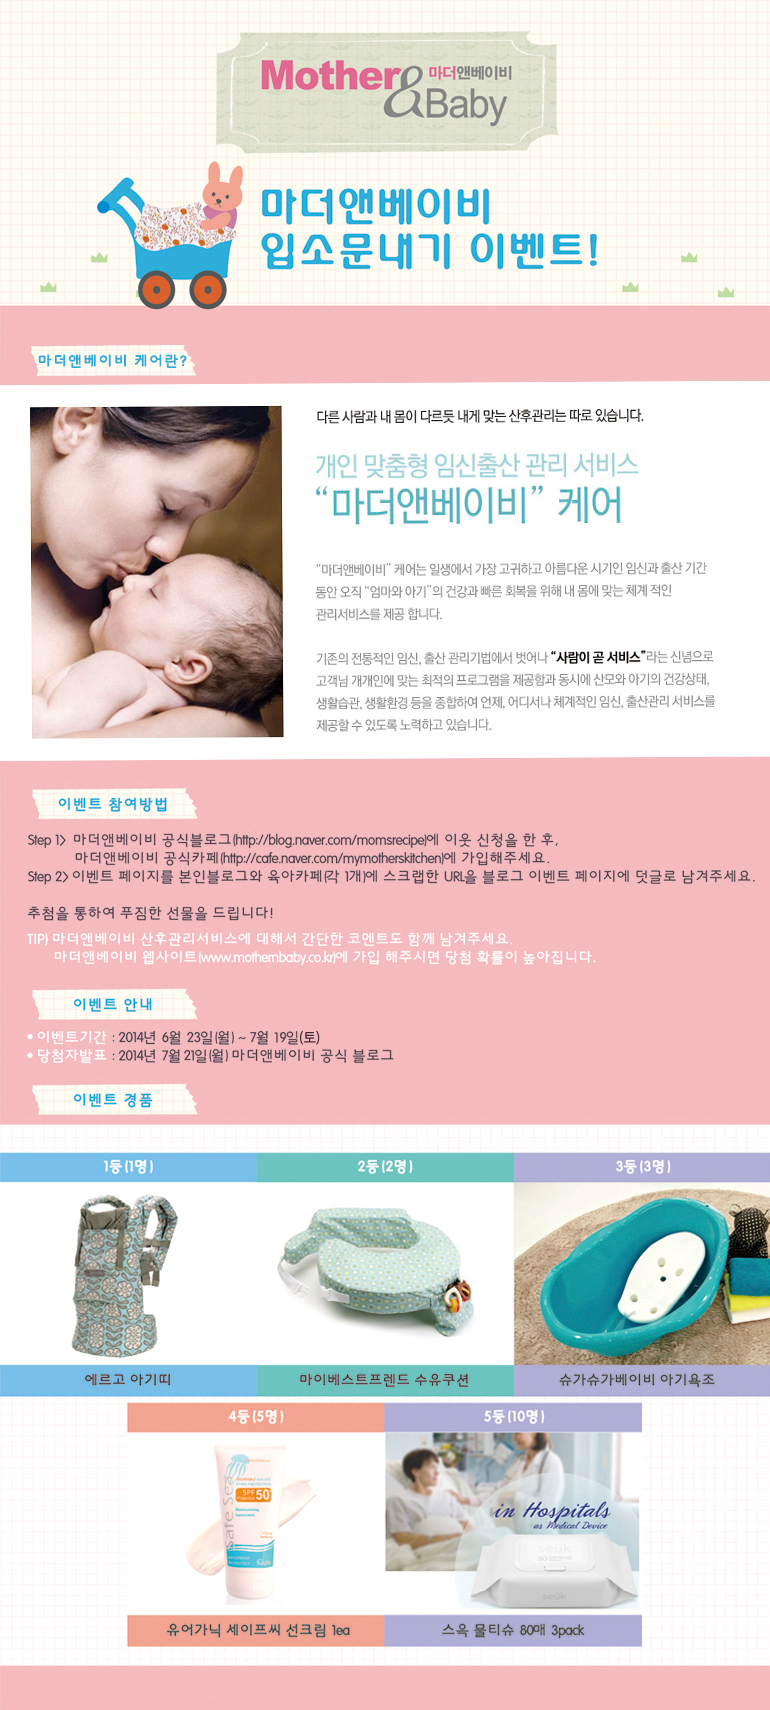 Mother&Baby
마더앤베이비
마더앤베이비
입소문내기 이벤트!
마더앤베이비 케어란?
다른 사람과 내 몸이 다르듯 내게 맞는 산후관리는 따로 있습니다.
개인 맞춤형 임신출산 관리 서비스
“마더앤베이비” 케어
“마더앤베이비” 케어는 일생에서 가장 고귀하고 아름다운 시기인 임신과 출산 기간
동안 오직 “엄마와 아기”의 건강과 빠른 회복을 위해 내 몸에 맞는 체계 적인
관리서비스를 제공 합니다.
기존의 전통적인 임신, 출산 관리기법에서 벗어나 “사람이 곧 서비스”라는 신념으로
고객님 개개인에 맞는 최적의 프로그램을 제공함과 동시에 산모와 아기의 건강상태,
생활습관, 생활환경 등을 종합하여 언제, 어디서나 체계적인 임신, 출산관리 서비스를
제공할 수 있도록 노력하고 있습니다.
이벤트 참여방법
Step 1> 마더앤베이비 공식블로그(http://blog.naver.com/momsrecipe)에 이웃 신청을 한 후,
마더앤베이비 공식카페(http://cafe.naver.com/mymotherskitchen)에 가입해주세요.
Step 2> 이벤트 페이지를 본인블로그와 육아카페(각 1개)에 스크랩한 URL을 블로그 이벤트 페이지에 덧글로 남겨주세요.
추첨을 통하여 푸짐한 선물을 드립니다!
TIP) 마더앤베이비 산후관리서비스에 대해서 간단한 코멘트도 함께 남겨주세요.
마더앤베이비 웹사이트(www.mothernbaby.co.kr)에 가입 해주시면 당첨 확률이 높아집니다.
이벤트 안내
• 이벤트기간 : 2014년 6월 23일(월) ~ 7월 19일(토)
• 당첨자발표 : 2014년 7월 21일(월) 마더앤베이비 공식 블로그
이벤트 경품
1등(1명)
2등(2명)
3등(3명)
에르고 아기띠
마이베스트프렌드 수유쿠션
슈가슈가베이비 아기욕조
4등(5명)
5등(10명)
Safe Sea
SPF 50+
in Hospitals
as Medical Device
seük
seük
유어가닉 세이프씨 선크림 1ea
스윽 물티슈 80매 3pack